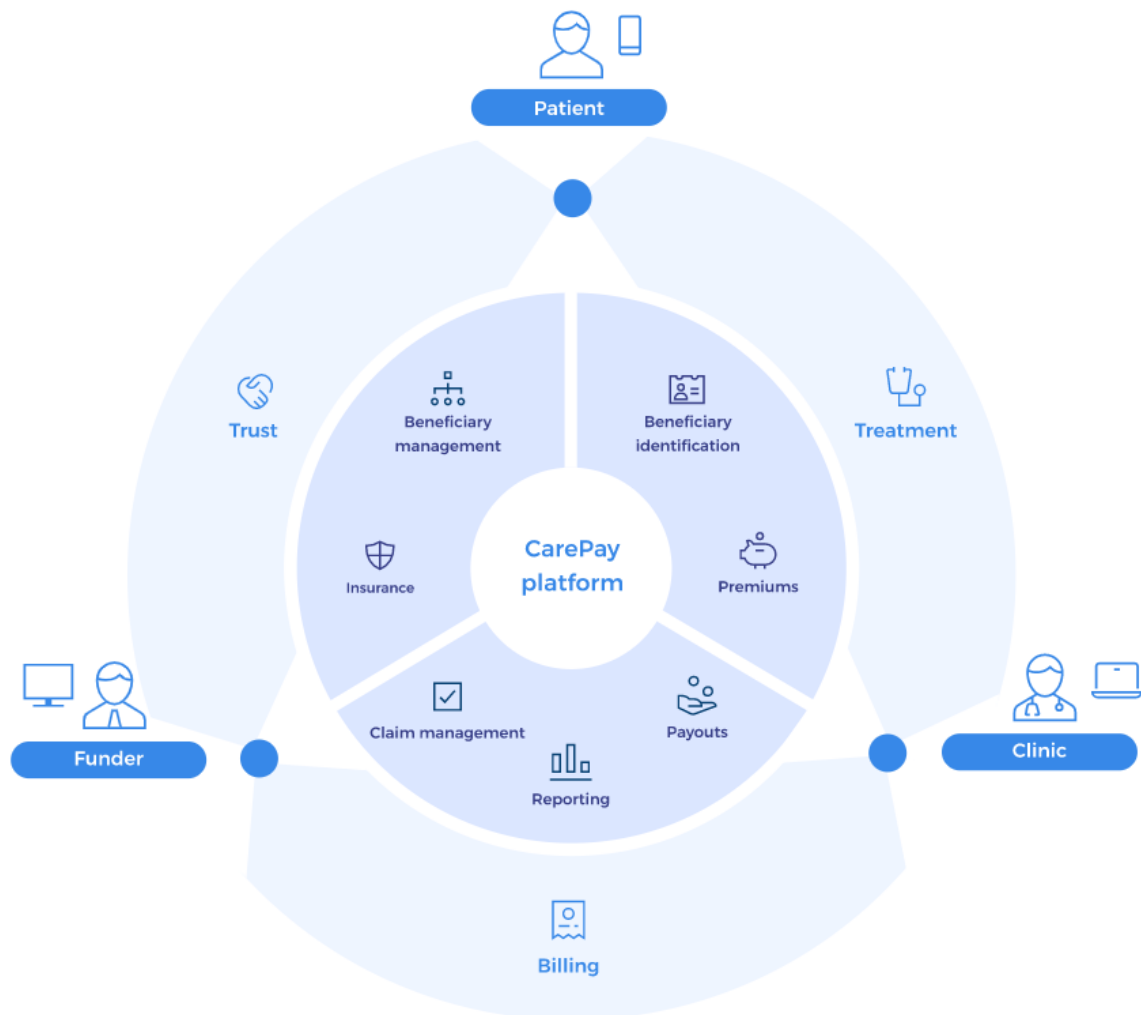 Patient
Trust
Beneficiary
management
Beneficiary
identification
Treatment
Insurance
CarePay
platform
Premiums
Funder
Claim management
Payouts
Clinic
Reporting
Billing